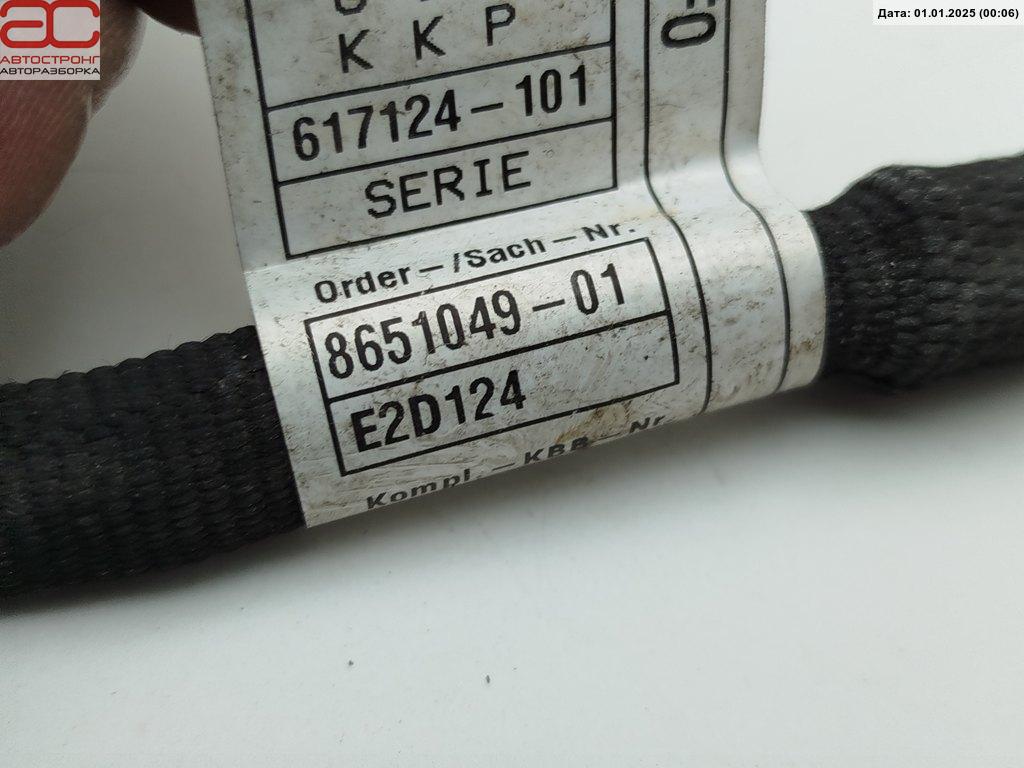 АС
АВТОСТРОНГ
АВТОРАЗБОРКА
Дата: 01.01.2025 (00:06)
K K P
617124-101
SERIE
Order-/Sach-Nr.
8651049-01
E2D124
Kompl.-KBB-Nr